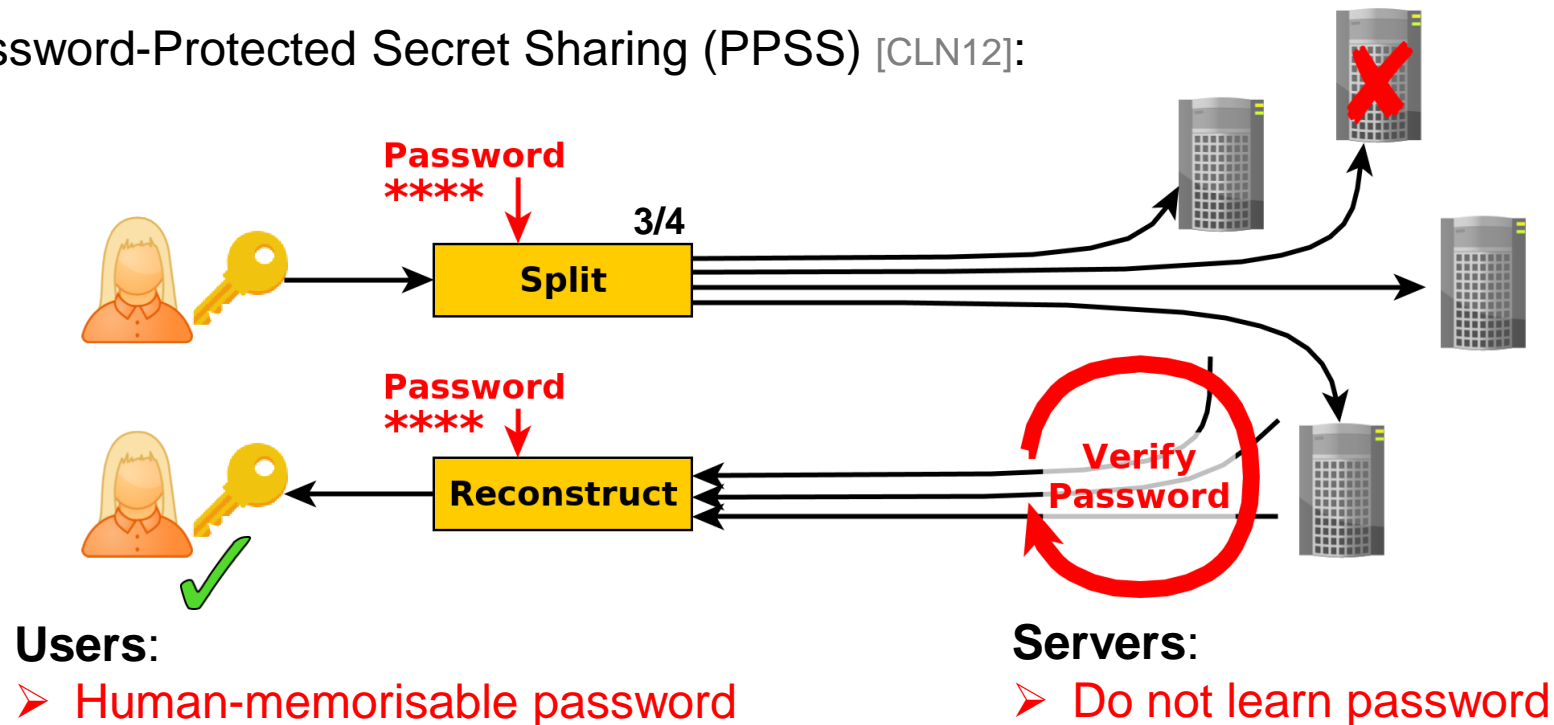 ssword-Protected Secret Sharing (PPSS) [CLN12]:
Password
****
3/4
Split
Password
****
Verify
Password
Reconstruct
Users:
➢ Human-memorisable password
Servers:
➢ Do not learn password